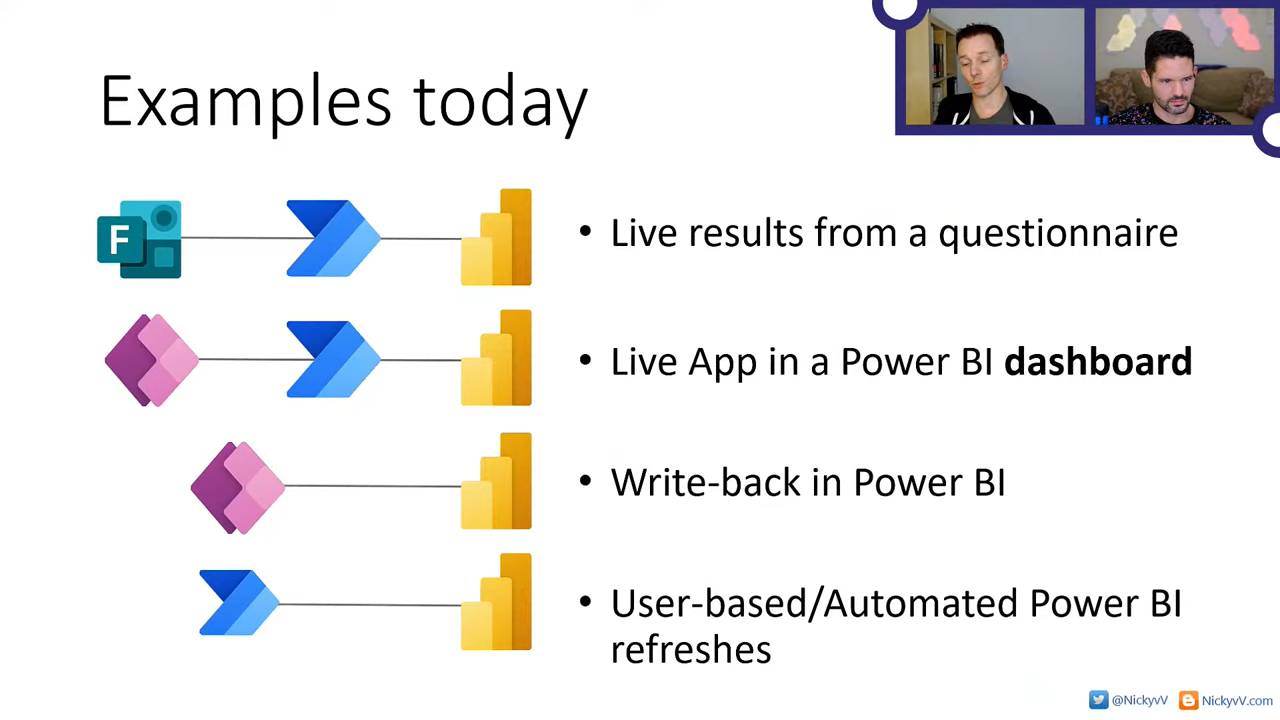 Examples today
F
• Live results from a questionnaire
• Live App in a Power BI dashboard
• Write-back in Power BI
• User-based/Automated Power BI
refreshes
@NickyvV NickyvV.com